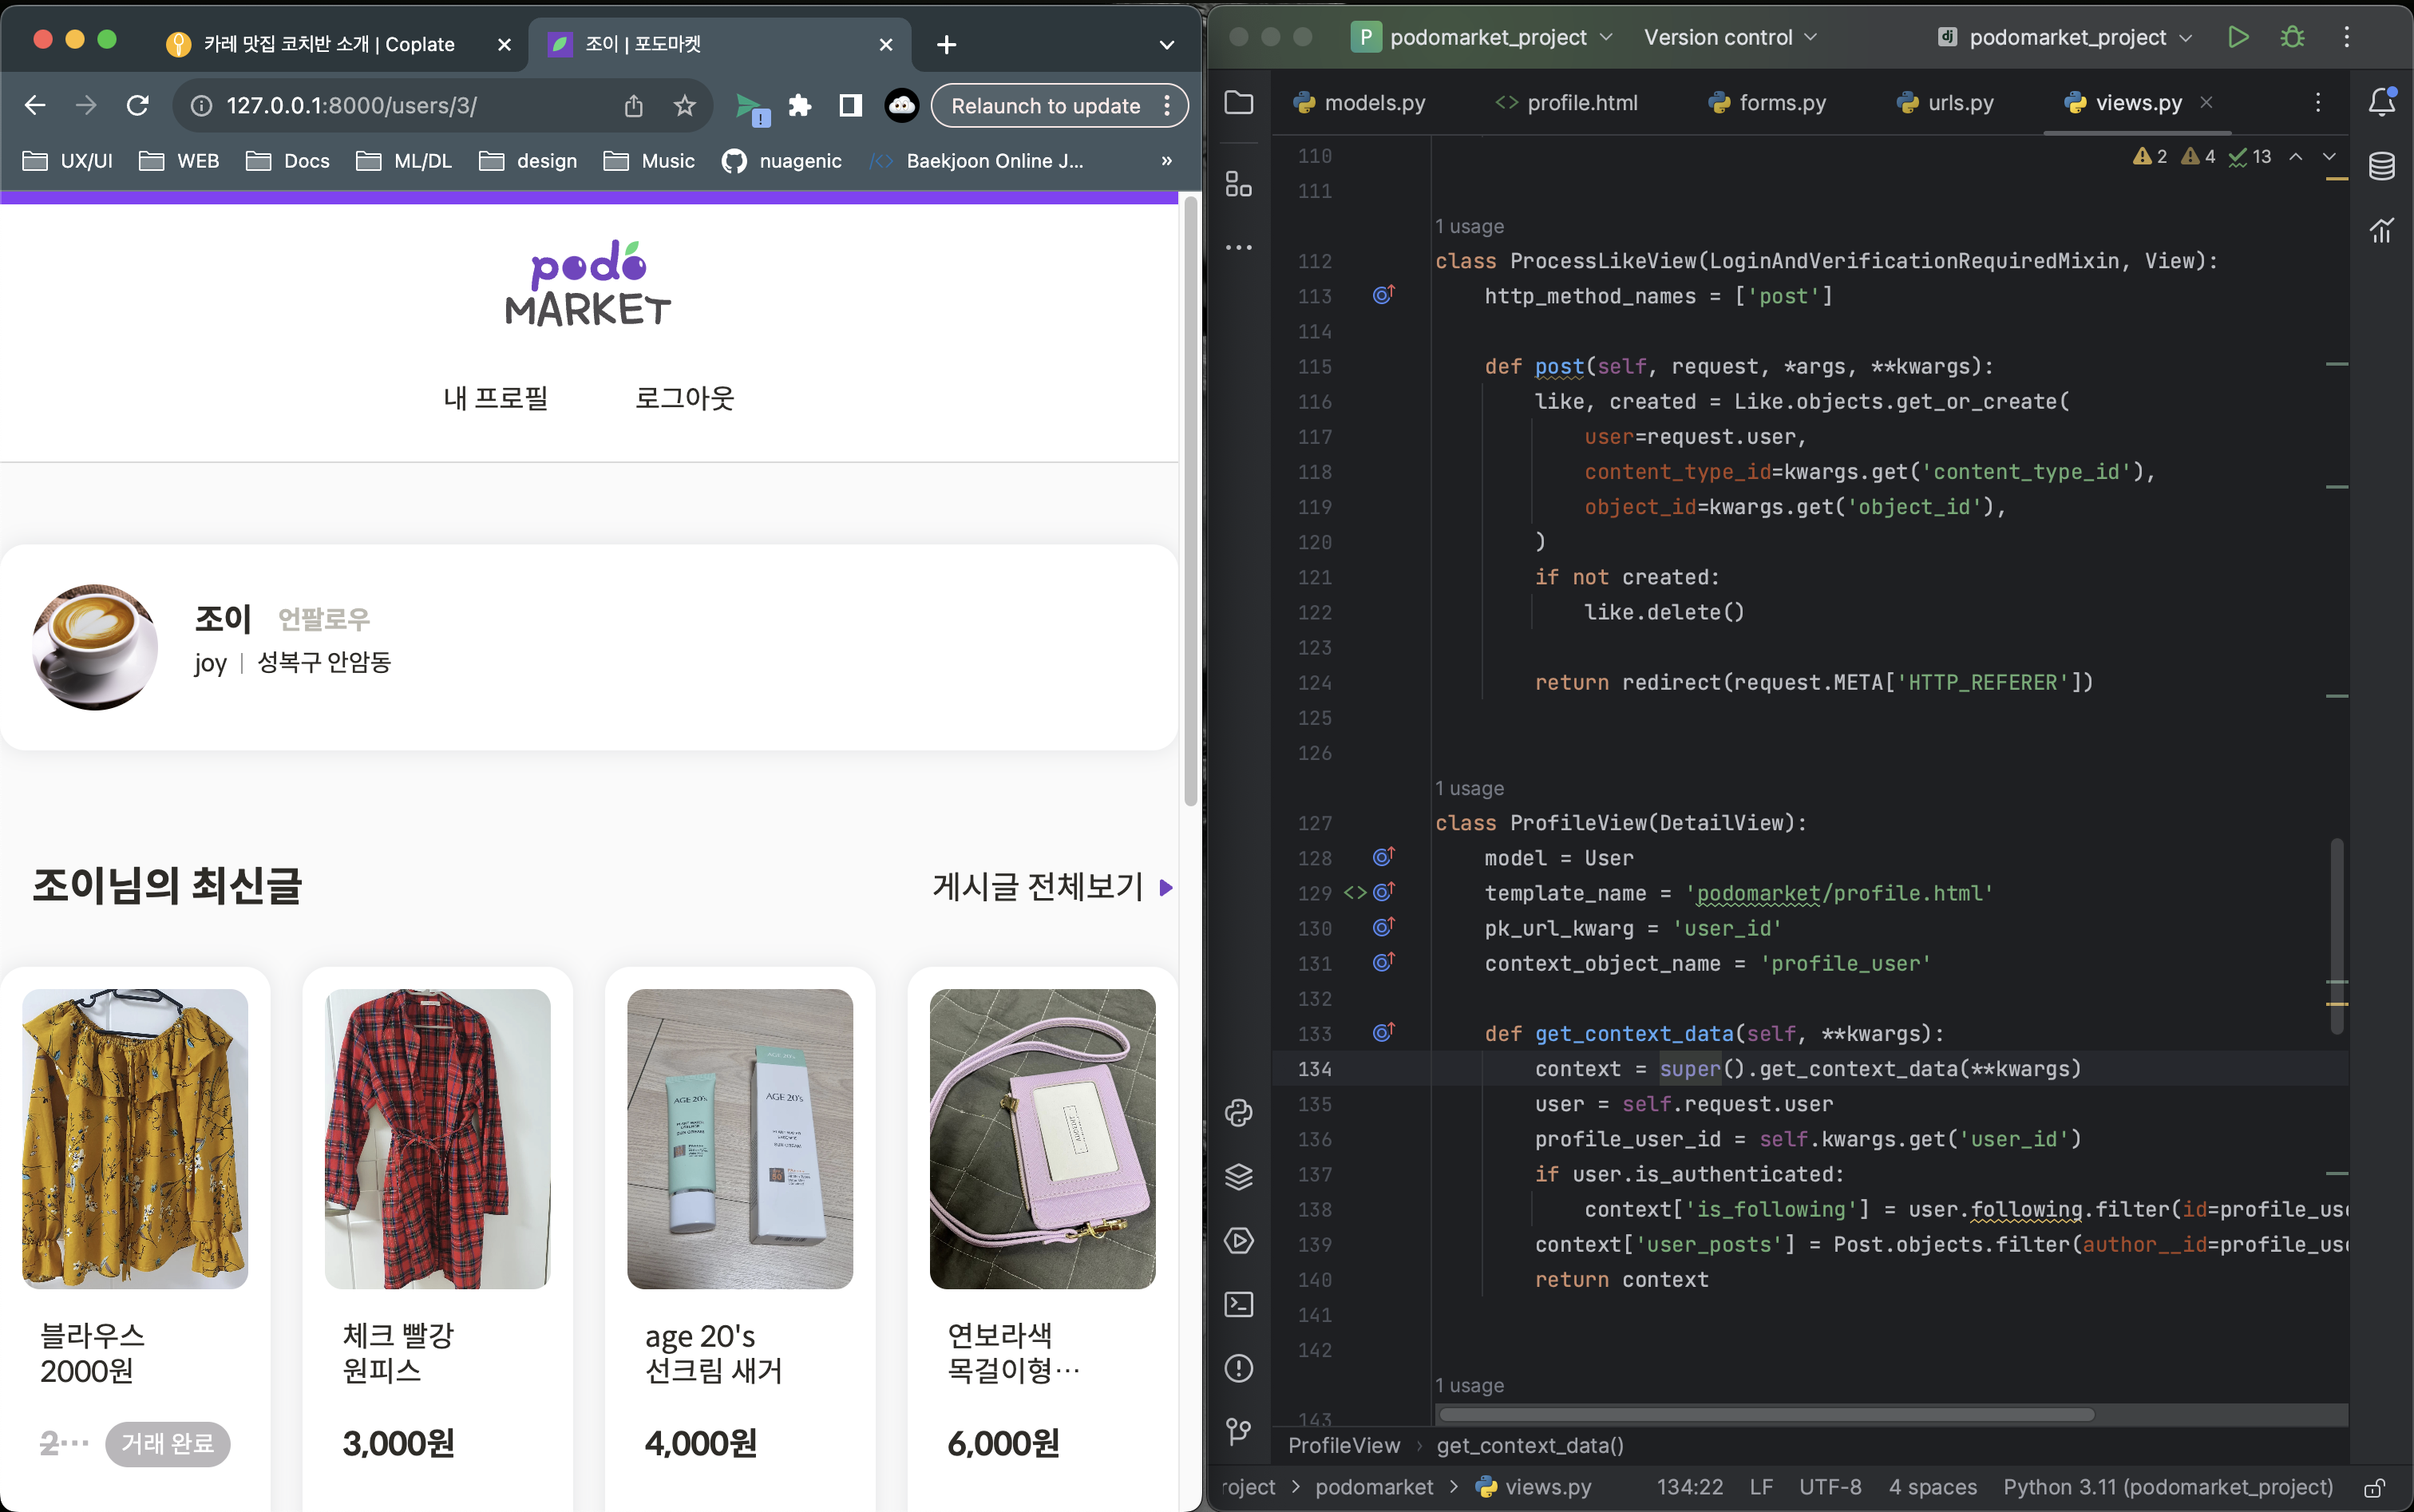 카레 맛집 코치반 소개 | Coplate
조이 | 포도마켓
127.0.0.1:8000/users/3/
Relaunch to update
UX/UI
WEB
Docs
ML/DL
design
Music
nuagenic
Baekjoon Online J...
»
podo
MARKET
내 프로필
로그아웃
조이 언팔로우
joy | 성복구 안암동
조이님의 최신글
게시글 전체보기
AGE 20's
AGE 20's
AGE 20's
블라우스
2000원
2⋯ 거래 완료
체크 빨강
원피스
3,000원
age 20's
선크림 새거
4,000원
연보라색
목걸이형⋯
6,000원
P podomarket_project
Version control
dj podomarket_project
models.py
<> profile.html
forms.py
urls.py
views.py
2 4 13
110
111
1 usage
112 class ProcessLikeView(LoginAndVerificationRequiredMixin, View):
113 http_method_names = ['post']
114
115 def post(self, request, *args, **kwargs):
116 like, created = Like.objects.get_or_create(
117 user=request.user,
118 content_type_id=kwargs.get('content_type_id'),
119 object_id=kwargs.get('object_id'),
120 )
121 if not created:
122 like.delete()
123
124 return redirect(request.META['HTTP_REFERER'])
125
126
1 usage
127 class ProfileView(DetailView):
128 model = User
129 <> template_name = 'podomarket/profile.html'
130 pk_url_kwarg = 'user_id'
131 context_object_name = 'profile_user'
132
133 def get_context_data(self, **kwargs):
134 context = super().get_context_data(**kwargs)
135 user = self.request.user
136 profile_user_id = self.kwargs.get('user_id')
137 if user.is_authenticated:
138 context['is_following'] = user.following.filter(id=profile_us
139 context['user_posts'] = Post.objects.filter(author__id=profile_us
140 return context
141
142
1 usage
143
ProfileView › get_context_data()
roject > podomarket > views.py
134:22 LF UTF-8 4 spaces Python 3.11 (podomarket_project)